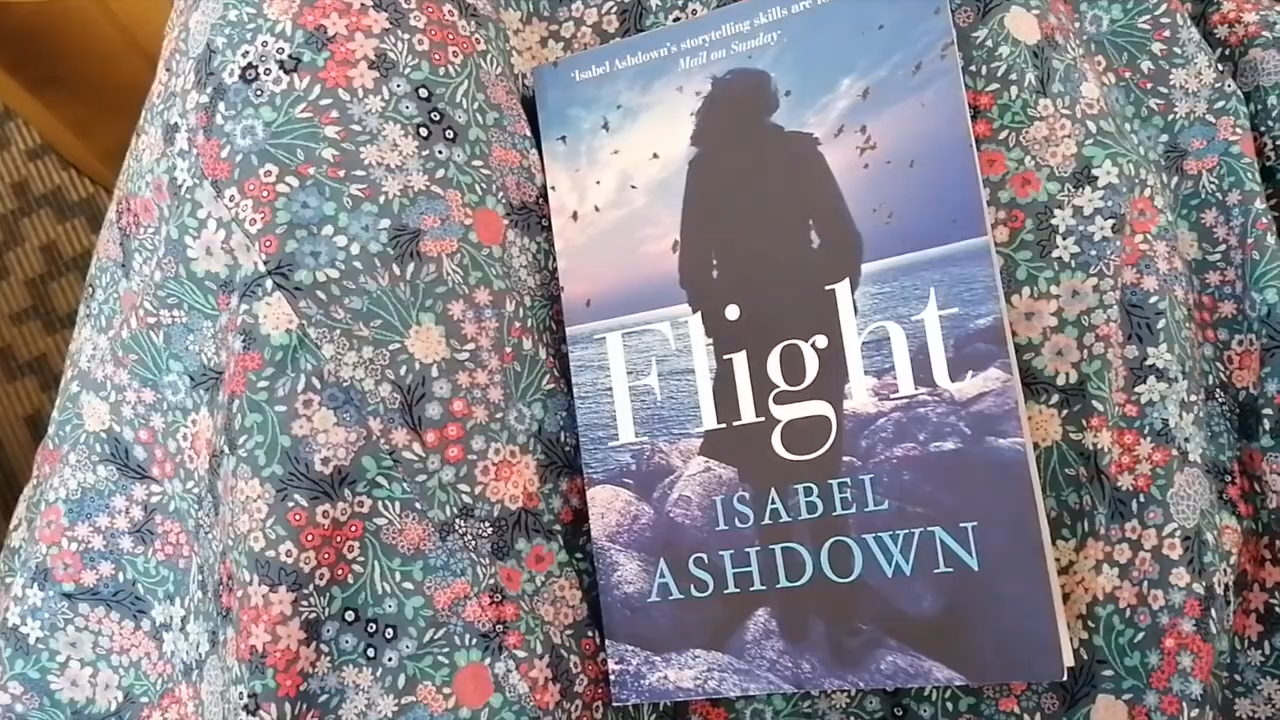 'Isabel Ashdown's storytelling skills are
Mail on Sunday
Flight
ISABEL
ASHDOWN